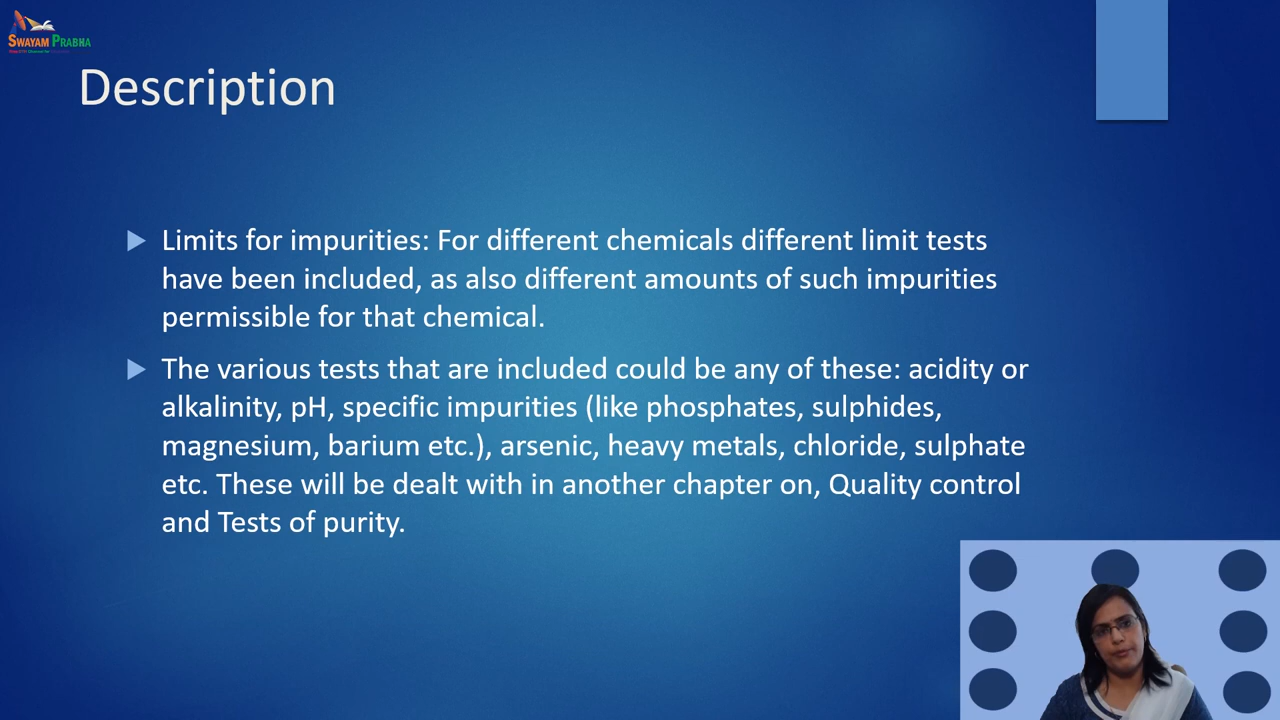 SWAYAM PRABHA
Description
Limits for impurities: For different chemicals different limit tests
have been included, as also different amounts of such impurities
permissible for that chemical.
The various tests that are included could be any of these: acidity or
alkalinity, pH, specific impurities (like phosphates, sulphides,
magnesium, barium etc.), arsenic, heavy metals, chloride, sulphate
etc. These will be dealt with in another chapter on, Quality control
and Tests of purity.